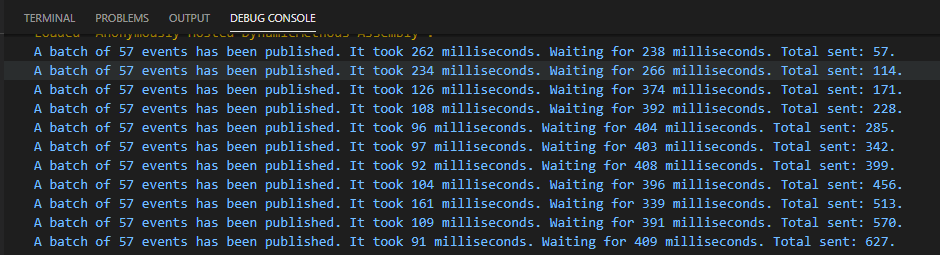 TERMINAL PROBLEMS OUTPUT DEBUG CONSOLE
Loaded 'Anonymously Hosted DynamicMethods Assembly'.
A batch of 57 events has been published. It took 262 milliseconds. Waiting for 238 milliseconds. Total sent: 57.
A batch of 57 events has been published. It took 234 milliseconds. Waiting for 266 milliseconds. Total sent: 114.
A batch of 57 events has been published. It took 126 milliseconds. Waiting for 374 milliseconds. Total sent: 171.
A batch of 57 events has been published. It took 108 milliseconds. Waiting for 392 milliseconds. Total sent: 228.
A batch of 57 events has been published. It took 96 milliseconds. Waiting for 404 milliseconds. Total sent: 285.
A batch of 57 events has been published. It took 97 milliseconds. Waiting for 403 milliseconds. Total sent: 342.
A batch of 57 events has been published. It took 92 milliseconds. Waiting for 408 milliseconds. Total sent: 399.
A batch of 57 events has been published. It took 104 milliseconds. Waiting for 396 milliseconds. Total sent: 456.
A batch of 57 events has been published. It took 161 milliseconds. Waiting for 339 milliseconds. Total sent: 513.
A batch of 57 events has been published. It took 109 milliseconds. Waiting for 391 milliseconds. Total sent: 570.
A batch of 57 events has been published. It took 91 milliseconds. Waiting for 409 milliseconds. Total sent: 627.